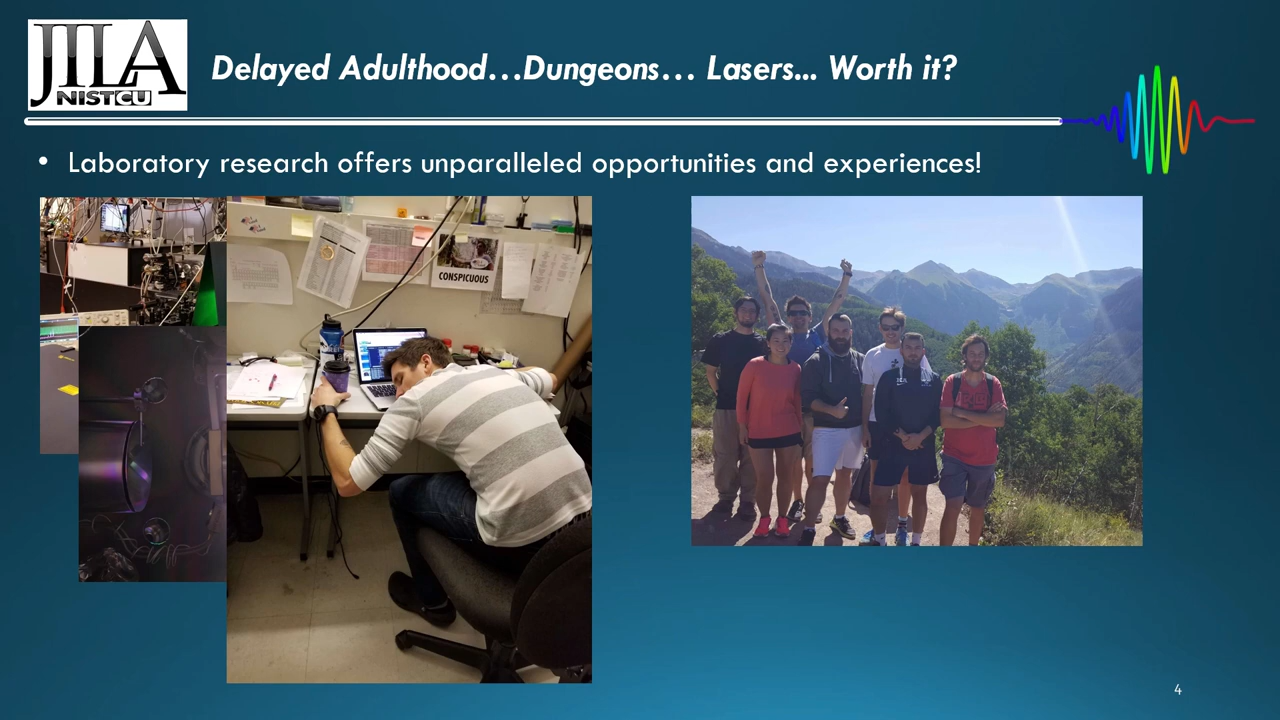 JILA
NIST CU
Delayed Adulthood…Dungeons… Lasers... Worth it?
• Laboratory research offers unparalleled opportunities and experiences!
CONSPICUOUS
4